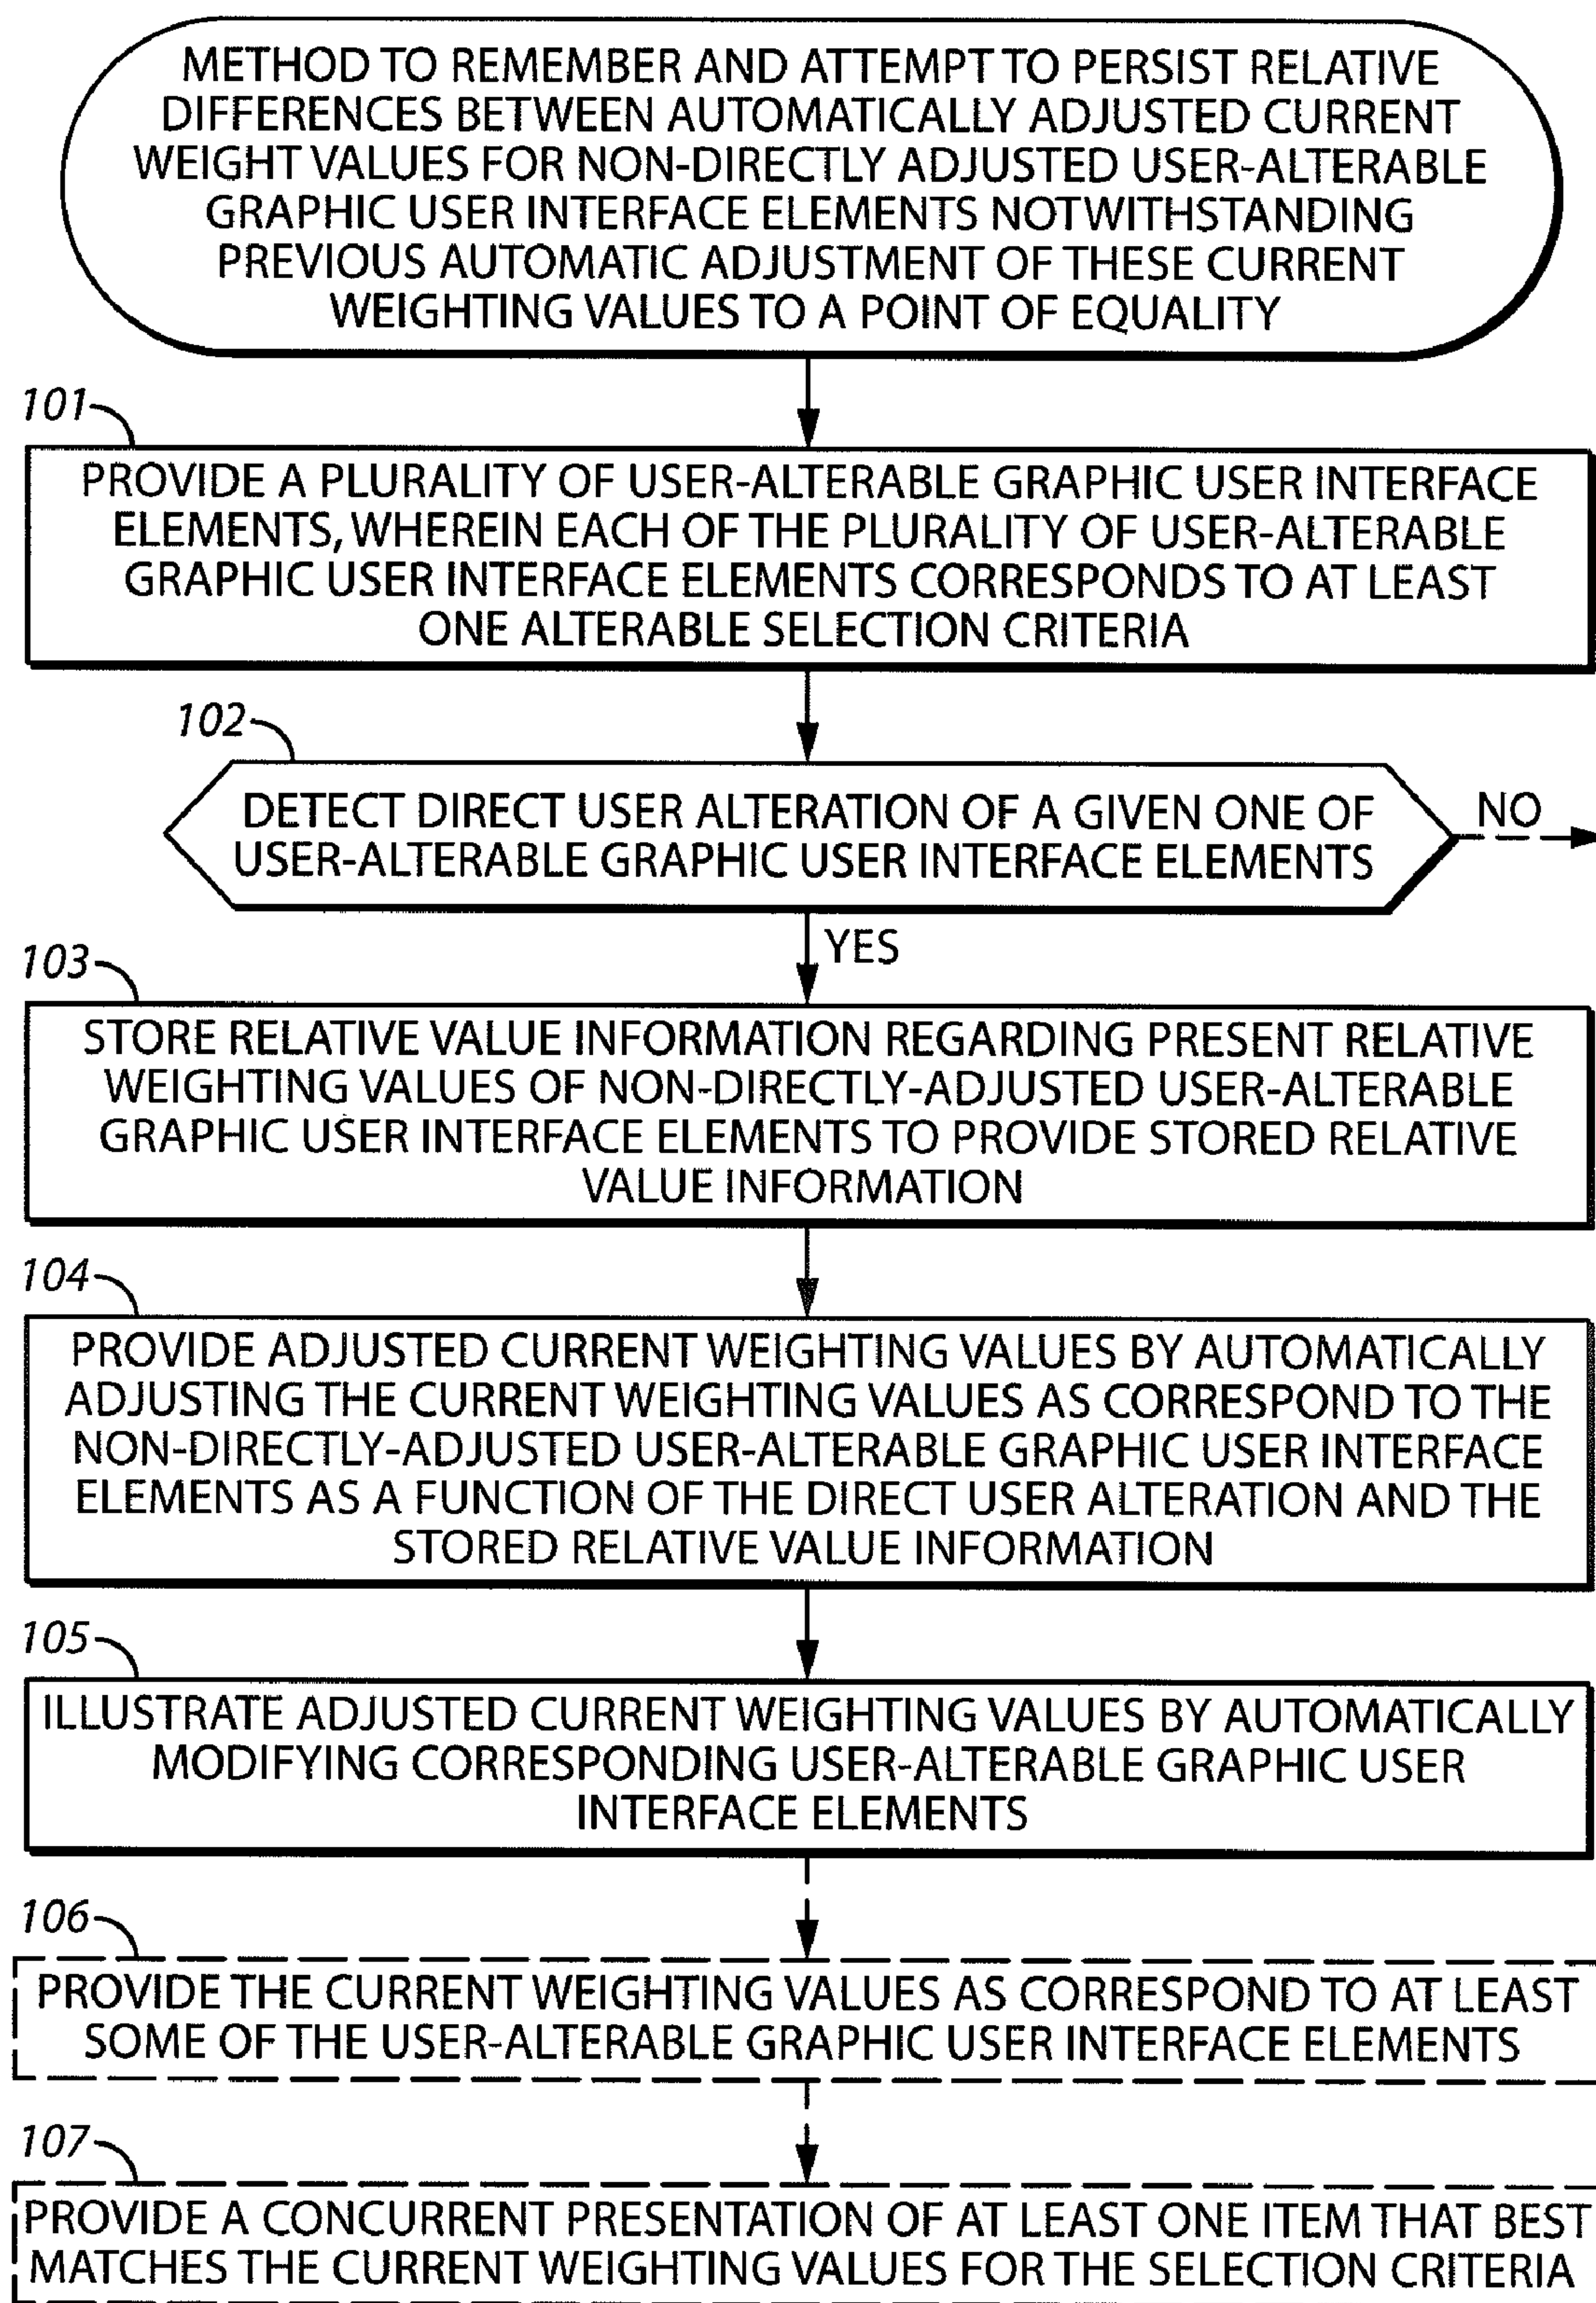 METHOD TO REMEMBER AND ATTEMPT TO PERSIST RELATIVE
DIFFERENCES BETWEEN AUTOMATICALLY ADJUSTED CURRENT
WEIGHT VALUES FOR NON-DIRECTLY ADJUSTED USER-ALTERABLE
GRAPHIC USER INTERFACE ELEMENTS NOTWITHSTANDING
PREVIOUS AUTOMATIC ADJUSTMENT OF THESE CURRENT
WEIGHTING VALUES TO A POINT OF EQUALITY
101
PROVIDE A PLURALITY OF USER-ALTERABLE GRAPHIC USER INTERFACE
ELEMENTS, WHEREIN EACH OF THE PLURALITY OF USER-ALTERABLE
GRAPHIC USER INTERFACE ELEMENTS CORRESPONDS TO AT LEAST
ONE ALTERABLE SELECTION CRITERIA
102
DETECT DIRECT USER ALTERATION OF A GIVEN ONE OF
USER-ALTERABLE GRAPHIC USER INTERFACE ELEMENTS
NO
YES
103
STORE RELATIVE VALUE INFORMATION REGARDING PRESENT RELATIVE
WEIGHTING VALUES OF NON-DIRECTLY-ADJUSTED USER-ALTERABLE
GRAPHIC USER INTERFACE ELEMENTS TO PROVIDE STORED RELATIVE
VALUE INFORMATION
104
PROVIDE ADJUSTED CURRENT WEIGHTING VALUES BY AUTOMATICALLY
ADJUSTING THE CURRENT WEIGHTING VALUES AS CORRESPOND TO THE
NON-DIRECTLY-ADJUSTED USER-ALTERABLE GRAPHIC USER INTERFACE
ELEMENTS AS A FUNCTION OF THE DIRECT USER ALTERATION AND THE
STORED RELATIVE VALUE INFORMATION
105
ILLUSTRATE ADJUSTED CURRENT WEIGHTING VALUES BY AUTOMATICALLY
MODIFYING CORRESPONDING USER-ALTERABLE GRAPHIC USER
INTERFACE ELEMENTS
106
PROVIDE THE CURRENT WEIGHTING VALUES AS CORRESPOND TO AT LEAST
SOME OF THE USER-ALTERABLE GRAPHIC USER INTERFACE ELEMENTS
107
PROVIDE A CONCURRENT PRESENTATION OF AT LEAST ONE ITEM THAT BEST
MATCHES THE CURRENT WEIGHTING VALUES FOR THE SELECTION CRITERIA